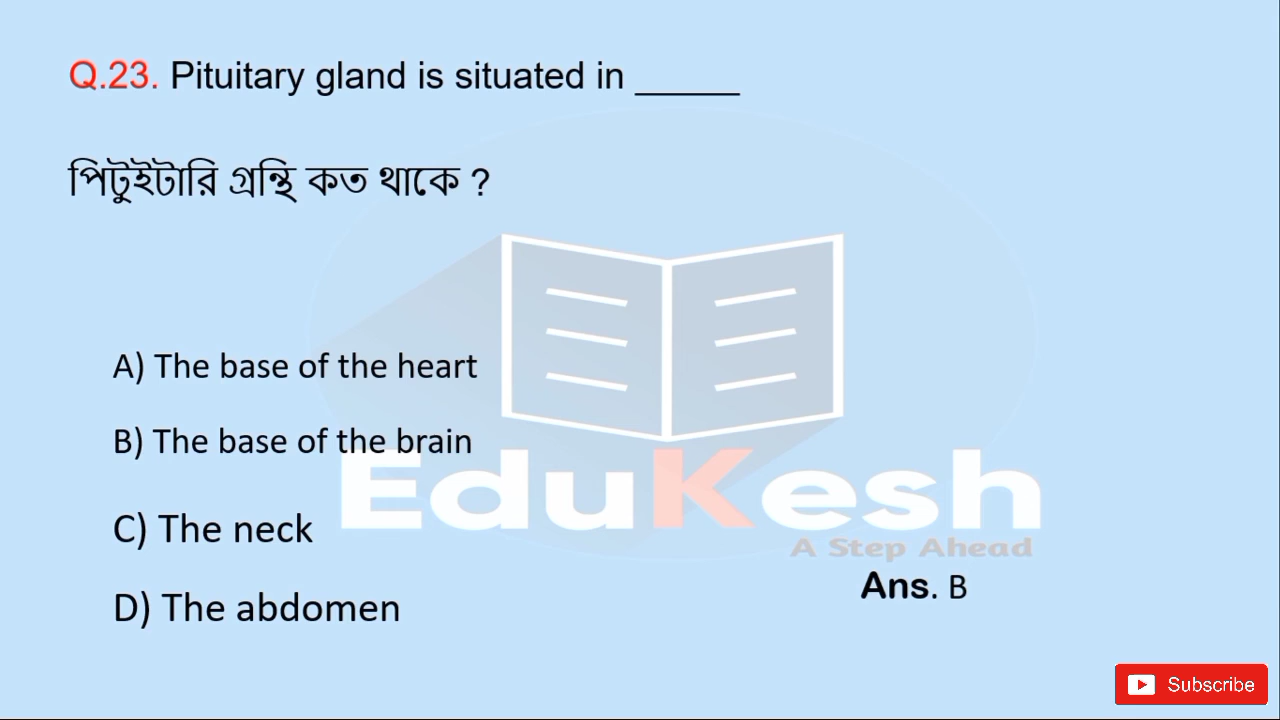 Q.23. Pituitary gland is situated in _____
পিটুইটারি গ্রন্থি কত থাকে ?
A) The base of the heart
B) The base of the brain
C) The neck
D) The abdomen
EduKesh
A Step Ahead
Ans. B
Subscribe